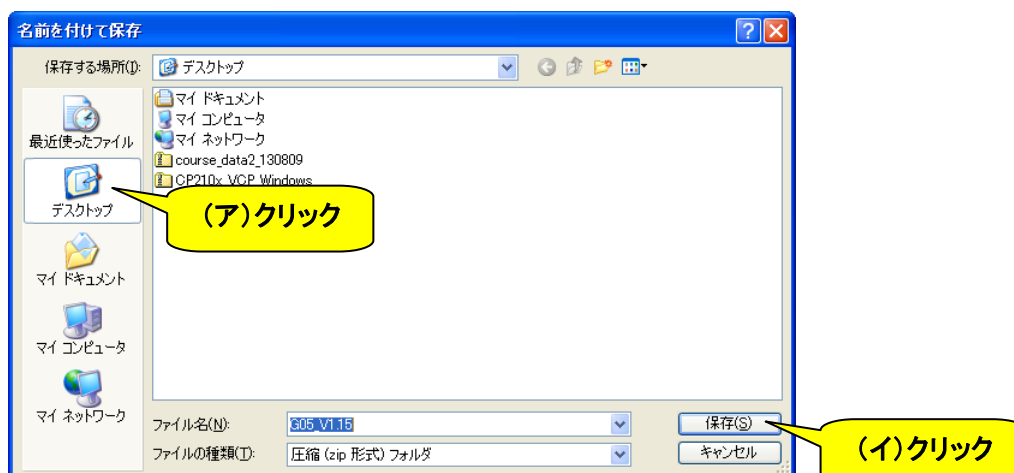 名前を付けて保存
保存する場所(I):
デスクトップ
最近使ったファイル
デスクトップ
マイ ドキュメント
マイ コンピュータ
マイ ネットワーク
マイ ドキュメント
マイ コンピュータ
マイ ネットワーク
course_data2_130809
CP210x_VCP_Windows
(ア)クリック
ファイル名(N):
G05_V1.15
保存(S)
ファイルの種類(T):
圧縮 (zip 形式) フォルダ
キャンセル
(イ)クリック